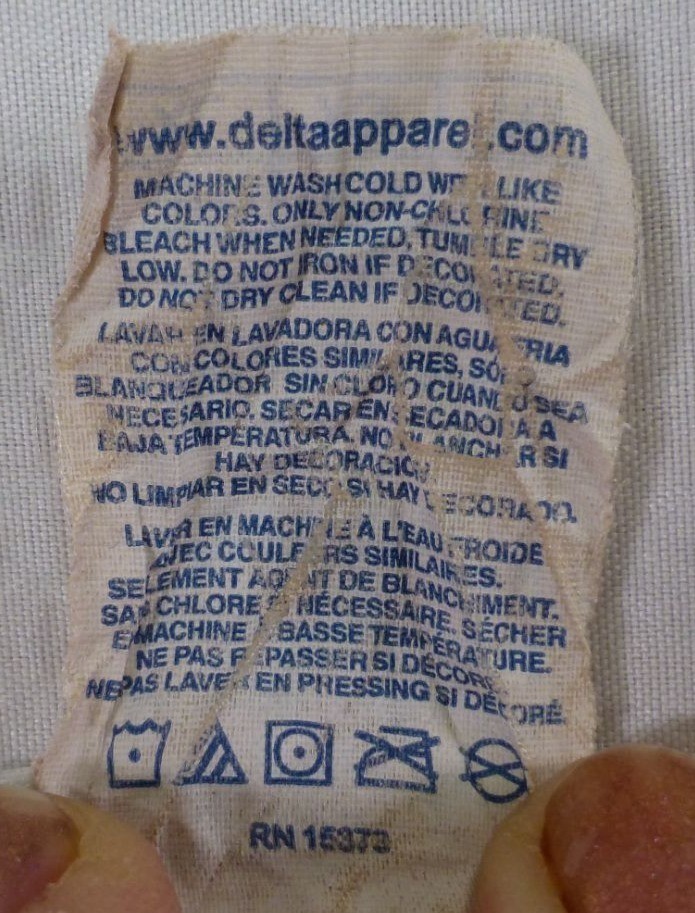 www.deltaapparel.com
MACHINE WASH COLD WITH LIKE
COLORS. ONLY NON-CHLORINE
BLEACH WHEN NEEDED, TUMBLE DRY
LOW. DO NOT IRON IF DECORATED.
DO NOT DRY CLEAN IF DECORATED.
LAVAR EN LAVADORA CON AGUA FRIA
CON COLORES SIMILARES, SÓLO
BLANQUEADOR SIN CLORO CUANDO SEA
NECESARIO. SECAR EN SECADORA A
BAJA TEMPERATURA. NO PLANCHAR SI
HAY DECORACIÓN.
NO LIMPIAR EN SECO SI HAY DECORADO.
LAVER EN MACHINE À L'EAU FROIDE
AVEC COULEURS SIMILAIRES.
SELEMENT AGENT DE BLANCHIMENT.
SANS CHLORE SI NÉCESSAIRE. SÉCHER
E MACHINE À BASSE TEMPÉRATURE.
NE PAS REPASSER SI DÉCORÉ.
NE PAS LAVER EN PRESSING SI DÉCORÉ.
RN 15373